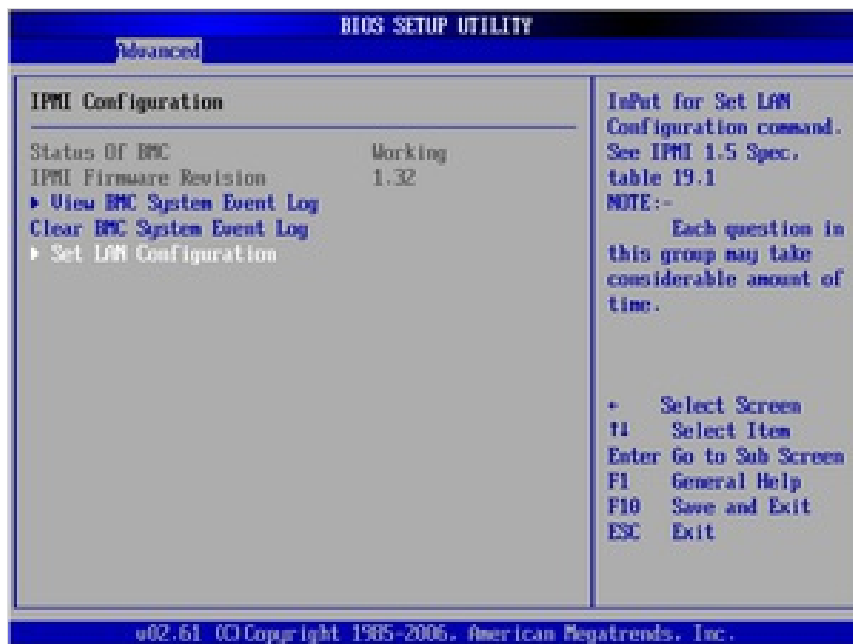 BIOS SETUP UTILITY
Advanced
IPMI Configuration
Status Of BMC Working
IPMI Firmware Revision 1.32
▸ View BMC System Event Log
Clear BMC System Event Log
▸ Set LAN Configuration
InPut for Set LAN
Configuration command.
See IPMI 1.5 Spec,
table 19.1
NOTE:-
Each question in
this group may take
considerable amount of
time.
← Select Screen
↑↓ Select Item
Enter Go to Sub Screen
F1 General Help
F10 Save and Exit
ESC Exit
v02.61 (C)Copyright 1985-2006, American Megatrends, Inc.